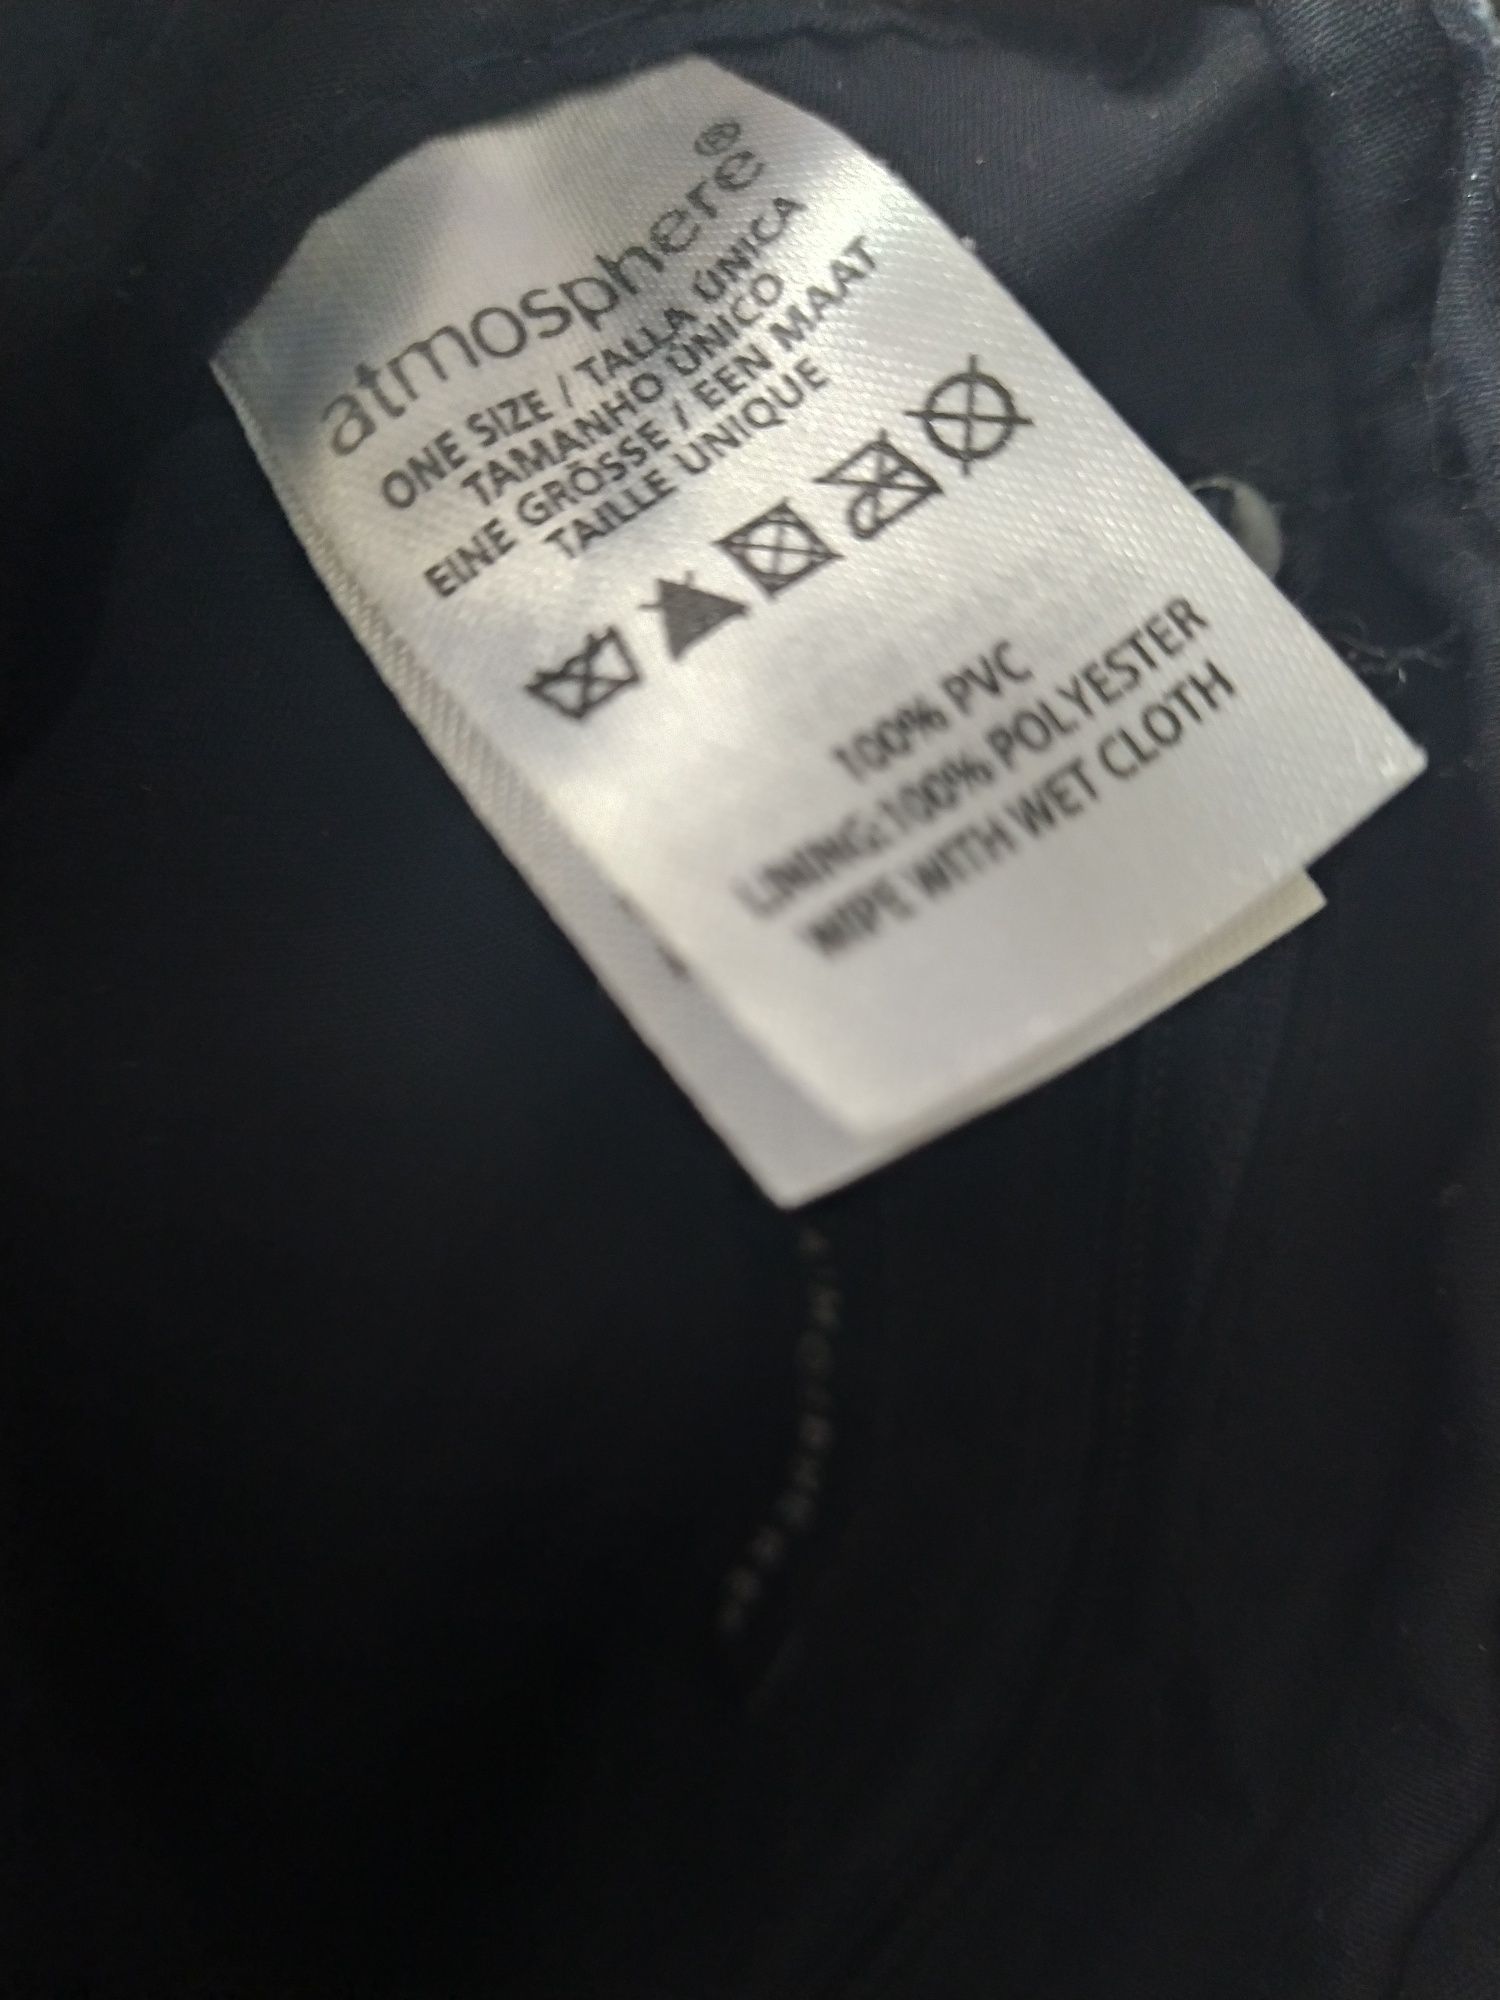 atmosphere®
ONE SIZE / TALLA ÚNICA
TAMANHO ÚNICO
EINE GRÖSSE / EEN MAAT
TAILLE UNIQUE
100% PVC
LINING:100% POLYESTER
WIPE WITH WET CLOTH